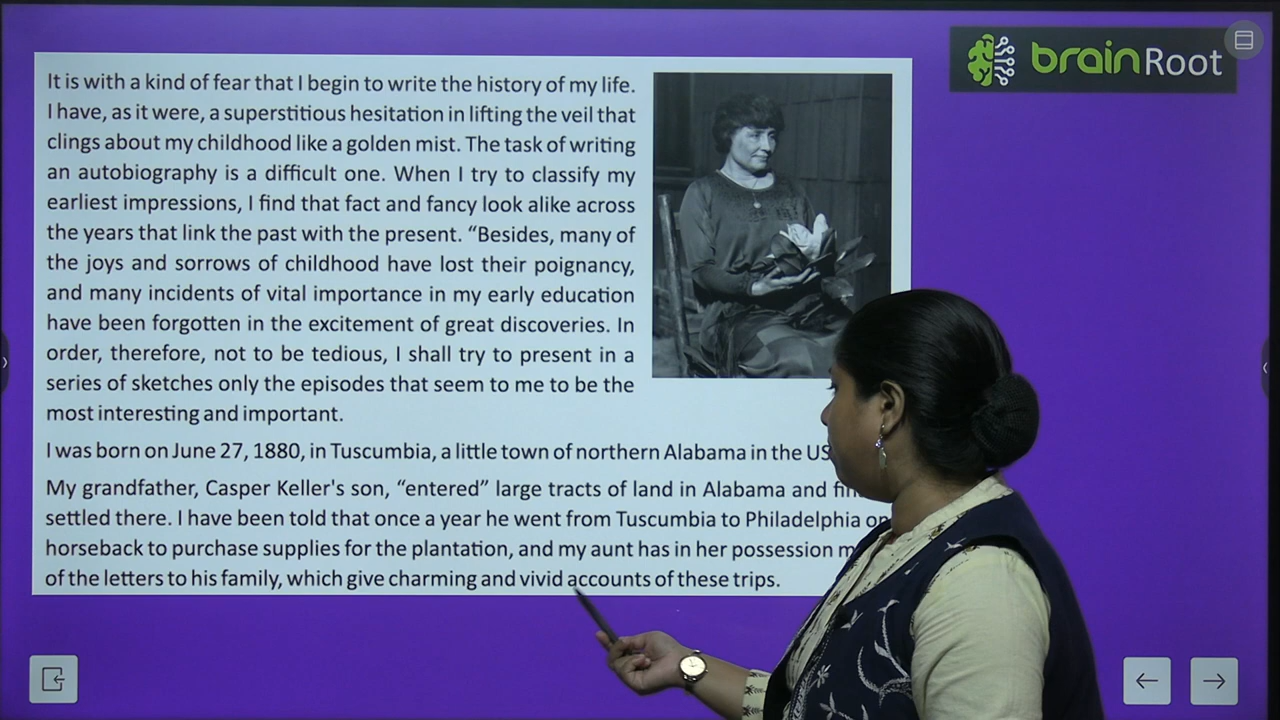 brainRoot
It is with a kind of fear that I begin to write the history of my life.
I have, as it were, a superstitious hesitation in lifting the veil that
clings about my childhood like a golden mist. The task of writing
an autobiography is a difficult one. When I try to classify my
earliest impressions, I find that fact and fancy look alike across
the years that link the past with the present. “Besides, many of
the joys and sorrows of childhood have lost their poignancy,
and many incidents of vital importance in my early education
have been forgotten in the excitement of great discoveries. In
order, therefore, not to be tedious, I shall try to present in a
series of sketches only the episodes that seem to me to be the
most interesting and important.
I was born on June 27, 1880, in Tuscumbia, a little town of northern Alabama in the US
My grandfather, Casper Keller's son, “entered” large tracts of land in Alabama and
settled there. I have been told that once a year he went from Tuscumbia to Philadelphia on
horseback to purchase supplies for the plantation, and my aunt has in her possession
of the letters to his family, which give charming and vivid accounts of these trips.